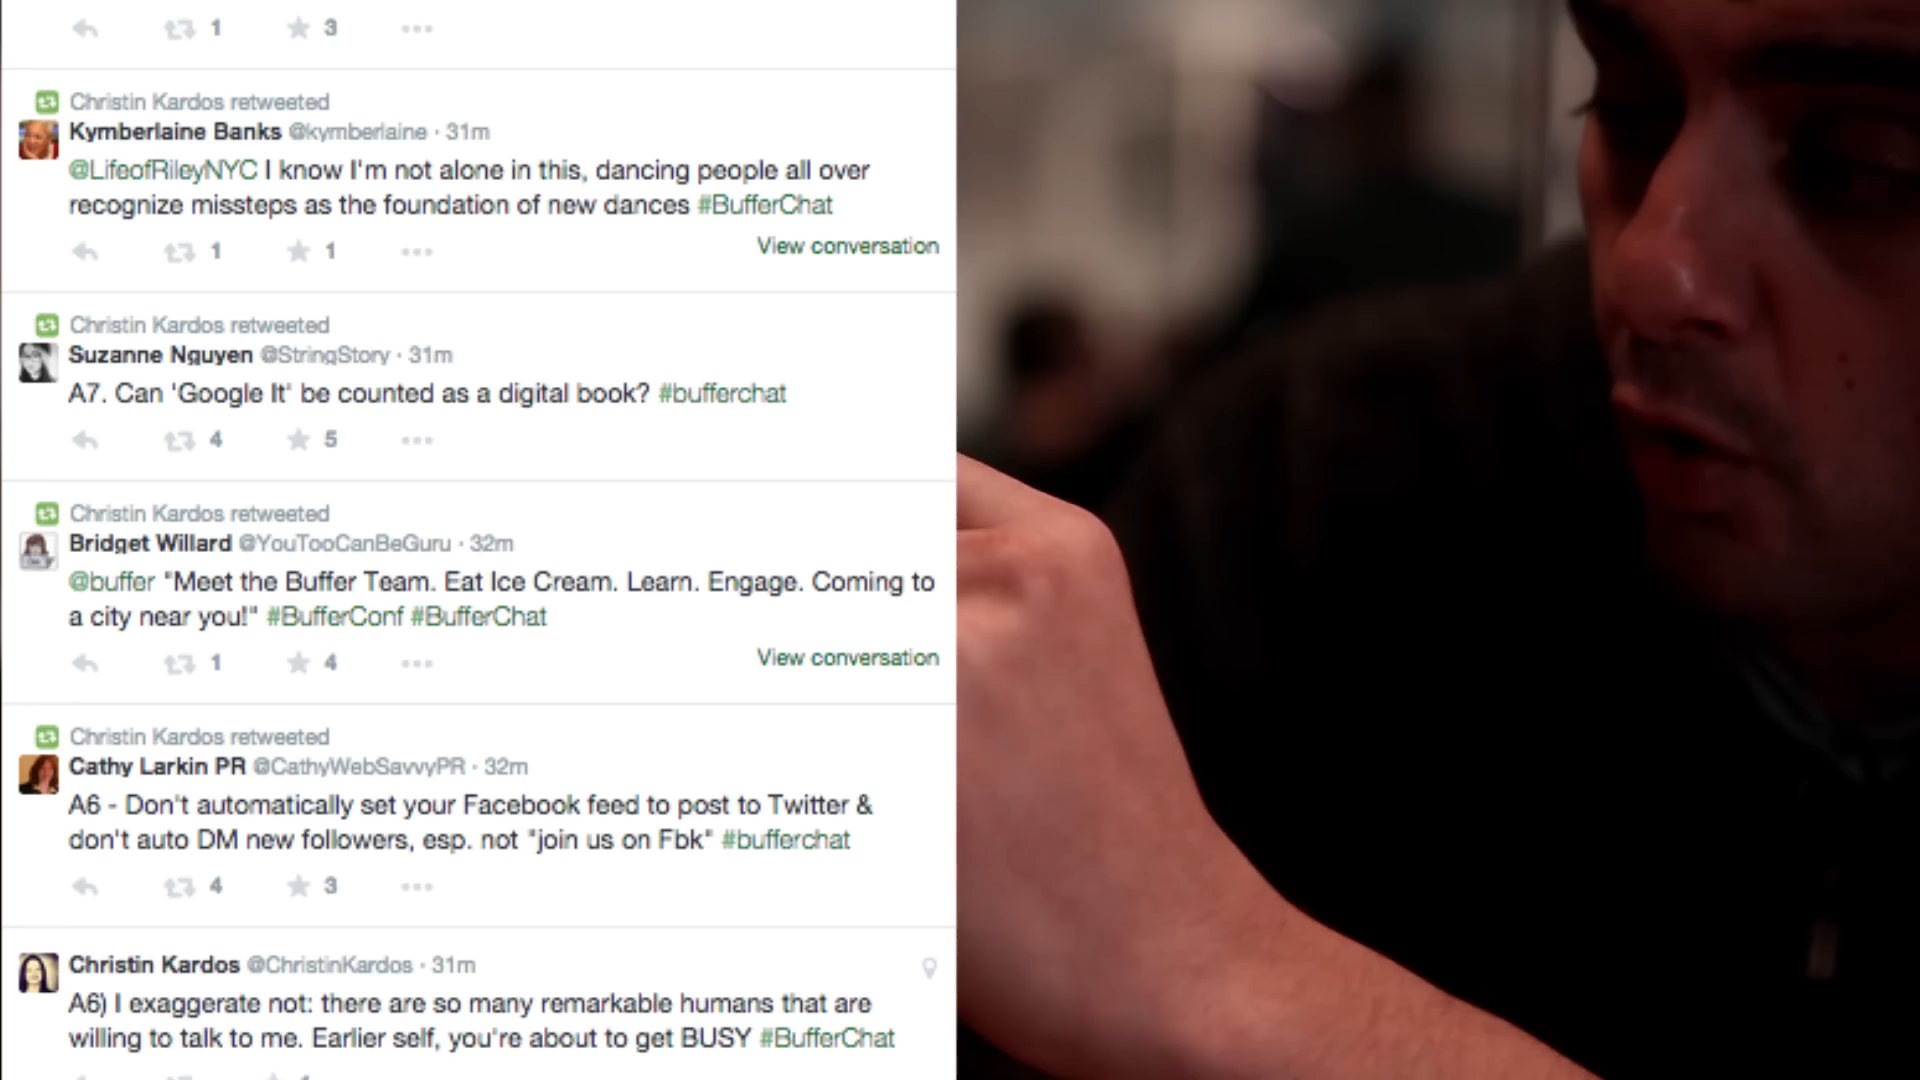 1 3
Christin Kardos retweeted
Kymberlaine Banks @kymberlaine · 31m
@LifeofRileyNYC I know I'm not alone in this, dancing people all over
recognize missteps as the foundation of new dances #BufferChat
1 1 View conversation
Christin Kardos retweeted
Suzanne Nguyen @StringStory · 31m
A7. Can 'Google It' be counted as a digital book? #bufferchat
4 5
Christin Kardos retweeted
Bridget Willard @YouTooCanBeGuru · 32m
@buffer "Meet the Buffer Team. Eat Ice Cream. Learn. Engage. Coming to
a city near you!" #BufferConf #BufferChat
1 4 View conversation
Christin Kardos retweeted
Cathy Larkin PR @CathyWebSavvyPR · 32m
A6 - Don't automatically set your Facebook feed to post to Twitter &
don't auto DM new followers, esp. not "join us on Fbk" #bufferchat
4 3
Christin Kardos @ChristinKardos · 31m
A6) I exaggerate not: there are so many remarkable humans that are
willing to talk to me. Earlier self, you're about to get BUSY #BufferChat